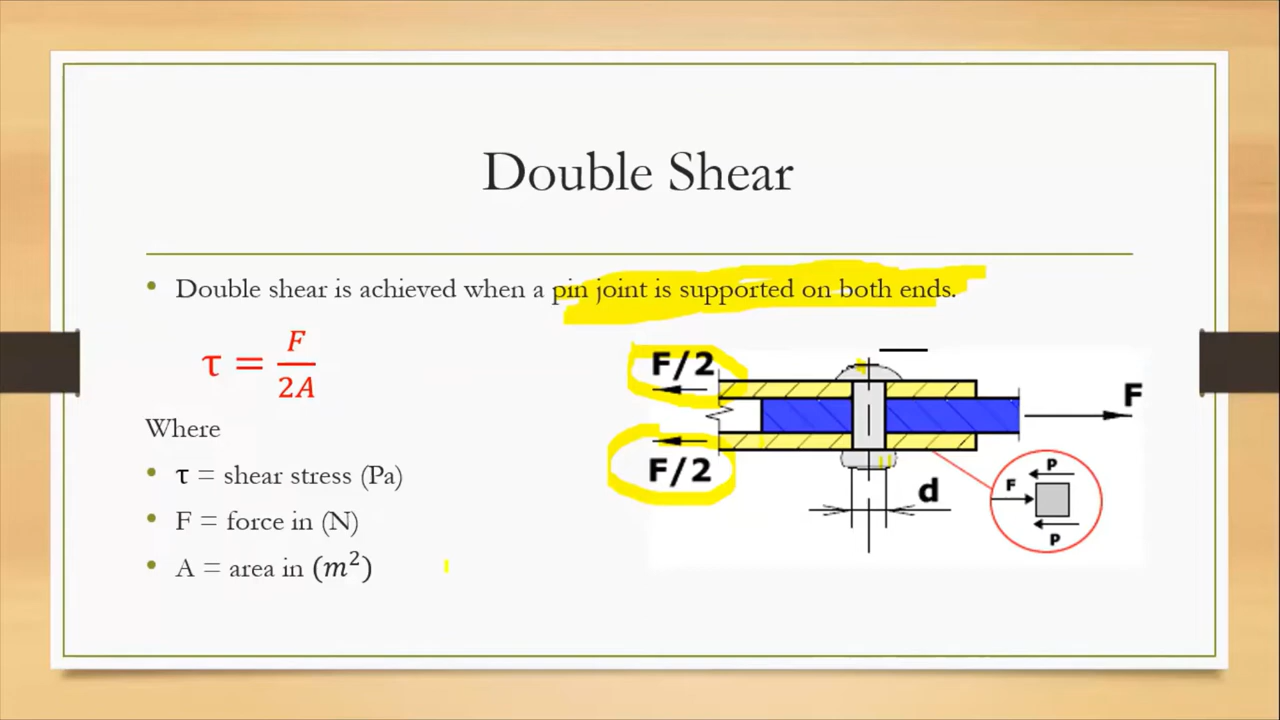 Double Shear
• Double shear is achieved when a pin joint is supported on both ends.
τ = F/2A
Where
• τ = shear stress (Pa)
• F = force in (N)
• A = area in (m²)
F/2
F
F/2
d
P
F
P